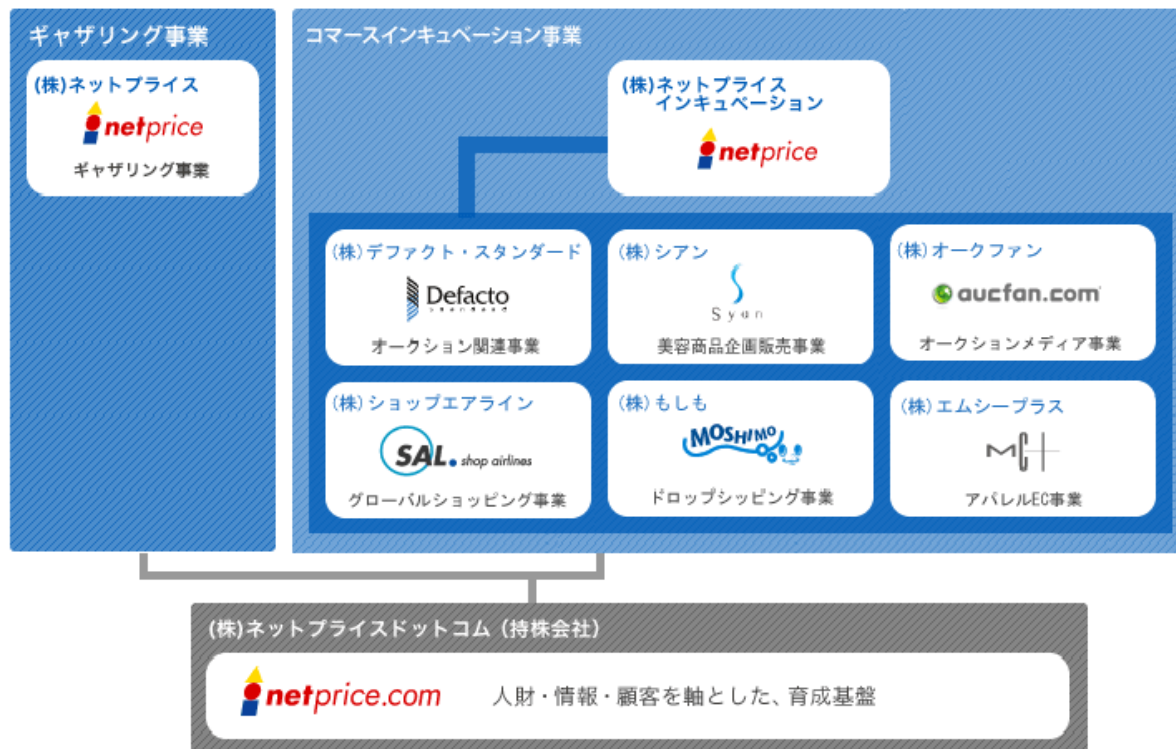 ギャザリング事業
(株)ネットプライス
netprice
ギャザリング事業
コマースインキュベーション事業
(株)ネットプライス
インキュベーション
netprice
(株)デファクト・スタンダード
Defacto
オークション関連事業
(株)シアン
Syan
美容商品企画販売事業
(株)オークファン
aucfan.com
オークションメディア事業
(株)ショップエアライン
SAL. shop airlines
グローバルショッピング事業
(株)もしも
MOSHIMO
ドロップシッピング事業
(株)エムシープラス
MC+
アパレルEC事業
(株)ネットプライスドットコム(持株会社)
netprice.com
人財・情報・顧客を軸とした、育成基盤